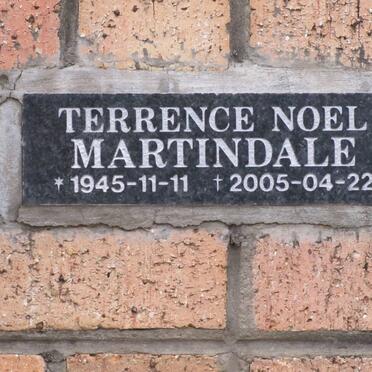 TERRENCE NOEL
MARTINDALE
* 1945-11-11 † 2005-04-22